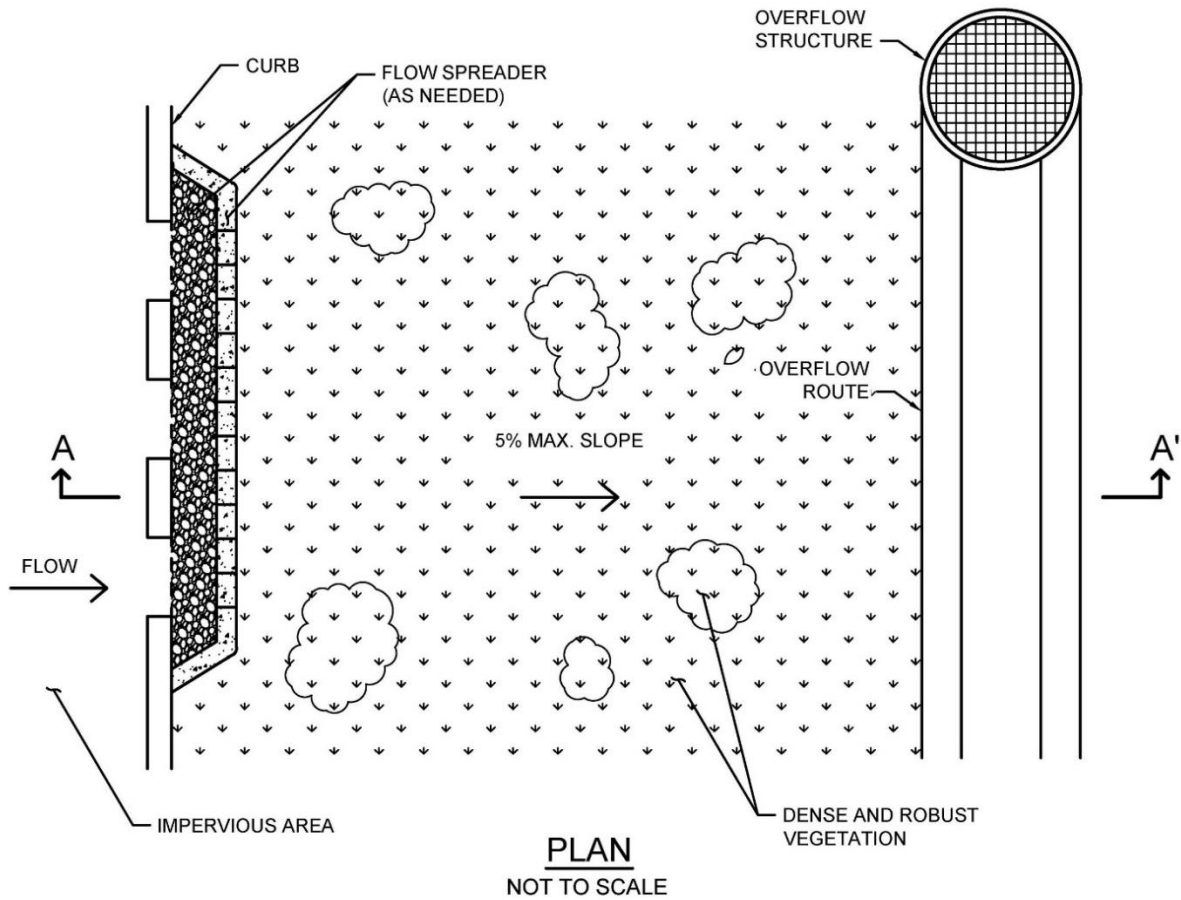 OVERFLOW
STRUCTURE
CURB
FLOW SPREADER
(AS NEEDED)
OVERFLOW
ROUTE
5% MAX. SLOPE
A
A'
FLOW
IMPERVIOUS AREA
DENSE AND ROBUST
VEGETATION
PLAN
NOT TO SCALE